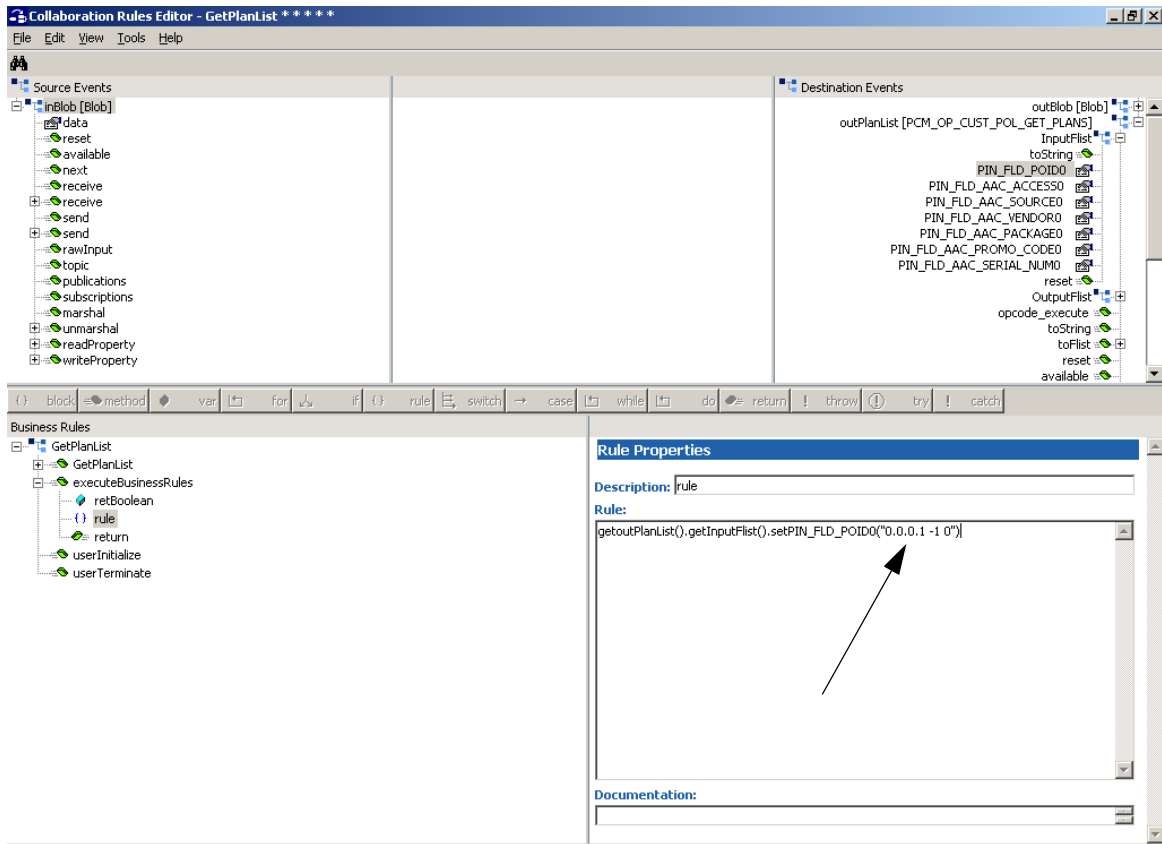 Collaboration Rules Editor - GetPlanList * * * * *
File Edit View Tools Help
Source Events
inBlob [Blob]
data
reset
available
next
receive
receive
send
send
rawInput
topic
publications
subscriptions
marshal
unmarshal
readProperty
writeProperty
Destination Events
outBlob [Blob]
outPlanList [PCM_OP_CUST_POL_GET_PLANS]
InputFlist
toString
PIN_FLD_POID0
PIN_FLD_AAC_ACCESS0
PIN_FLD_AAC_SOURCE0
PIN_FLD_AAC_VENDOR0
PIN_FLD_AAC_PACKAGE0
PIN_FLD_AAC_PROMO_CODE0
PIN_FLD_AAC_SERIAL_NUM0
reset
OutputFlist
opcode_execute
toString
toFlist
reset
available
{} block method var for if {} rule switch case while do return ! throw try ! catch
Business Rules
GetPlanList
GetPlanList
executeBusinessRules
retBoolean
{} rule
return
userInitialize
userTerminate
Rule Properties
Description: rule
Rule:
getoutPlanList().getInputFlist().setPIN_FLD_POID0("0.0.0.1 -1 0")
Documentation: